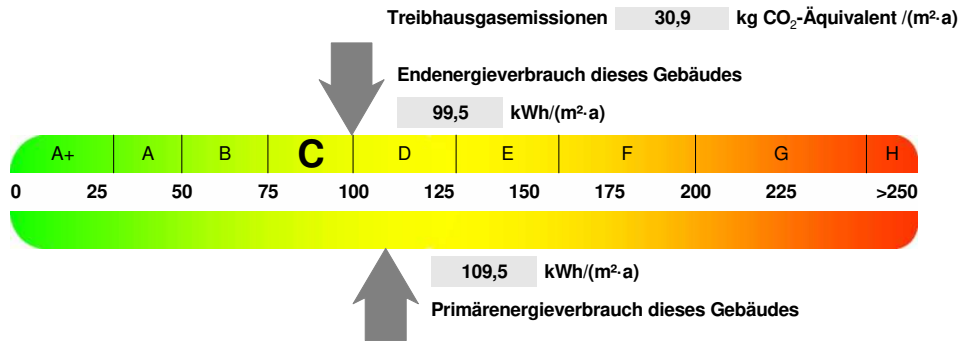 Treibhausgasemissionen 30,9 kg CO₂-Äquivalent /(m²·a)
Endenergieverbrauch dieses Gebäudes
99,5 kWh/(m²·a)
A+ A B C D E F G H
0 25 50 75 100 125 150 175 200 225 >250
109,5 kWh/(m²·a)
Primärenergieverbrauch dieses Gebäudes